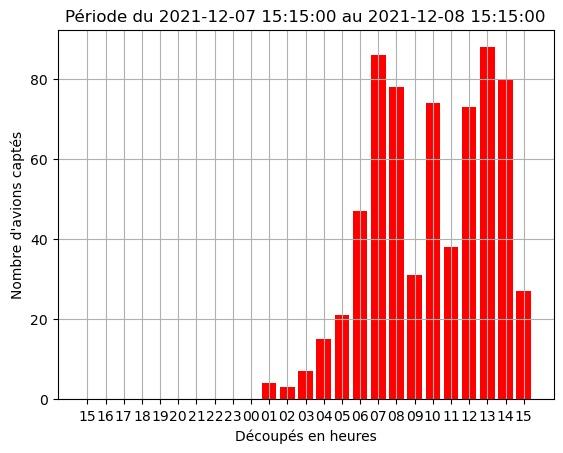 Période du 2021-12-07 15:15:00 au 2021-12-08 15:15:00
Nombre d'avions captés
80
60
40
20
0
15 16 17 18 19 20 21 22 23 00 01 02 03 04 05 06 07 08 09 10 11 12 13 14 15
Découpés en heures